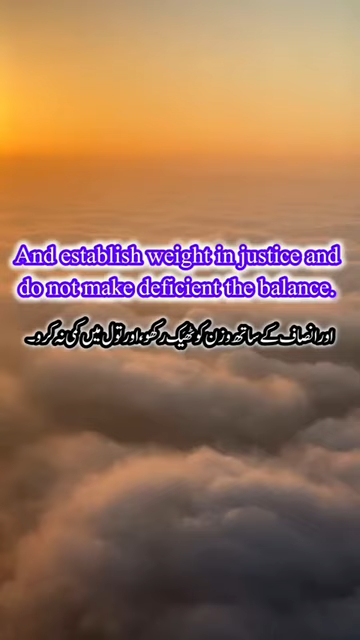 And establish weight in justice and
do not make deficient the balance.
اور انصاف کے ساتھ وزن کو ٹھیک رکھو اور تول میں کمی نہ کرو۔